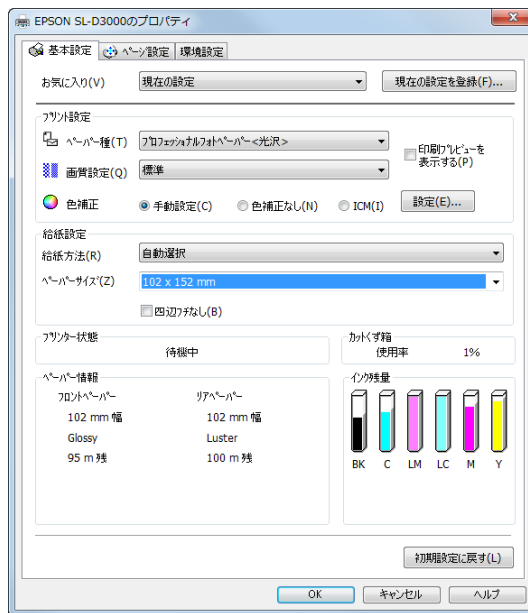 EPSON SL-D3000のプロパティ
基本設定 ページ設定 環境設定
お気に入り(V) 現在の設定 現在の設定を登録(F)...
プリント設定
ペーパー種(T) プロフェッショナルフォトペーパー<光沢>
印刷プレビューを
表示する(P)
画質設定(Q) 標準
色補正 手動設定(C) 色補正なし(N) ICM(I) 設定(E)...
給紙設定
給紙方法(R) 自動選択
ペーパーサイズ(Z) 102 x 152 mm
四辺フチなし(B)
プリンター状態 カットくず箱
待機中 使用率 1%
ペーパー情報 インク残量
フロントペーパー リアペーパー
102 mm 幅 102 mm 幅
Glossy Luster
95 m 残 100 m 残
BK C LM LC M Y
初期設定に戻す(L)
OK キャンセル ヘルプ